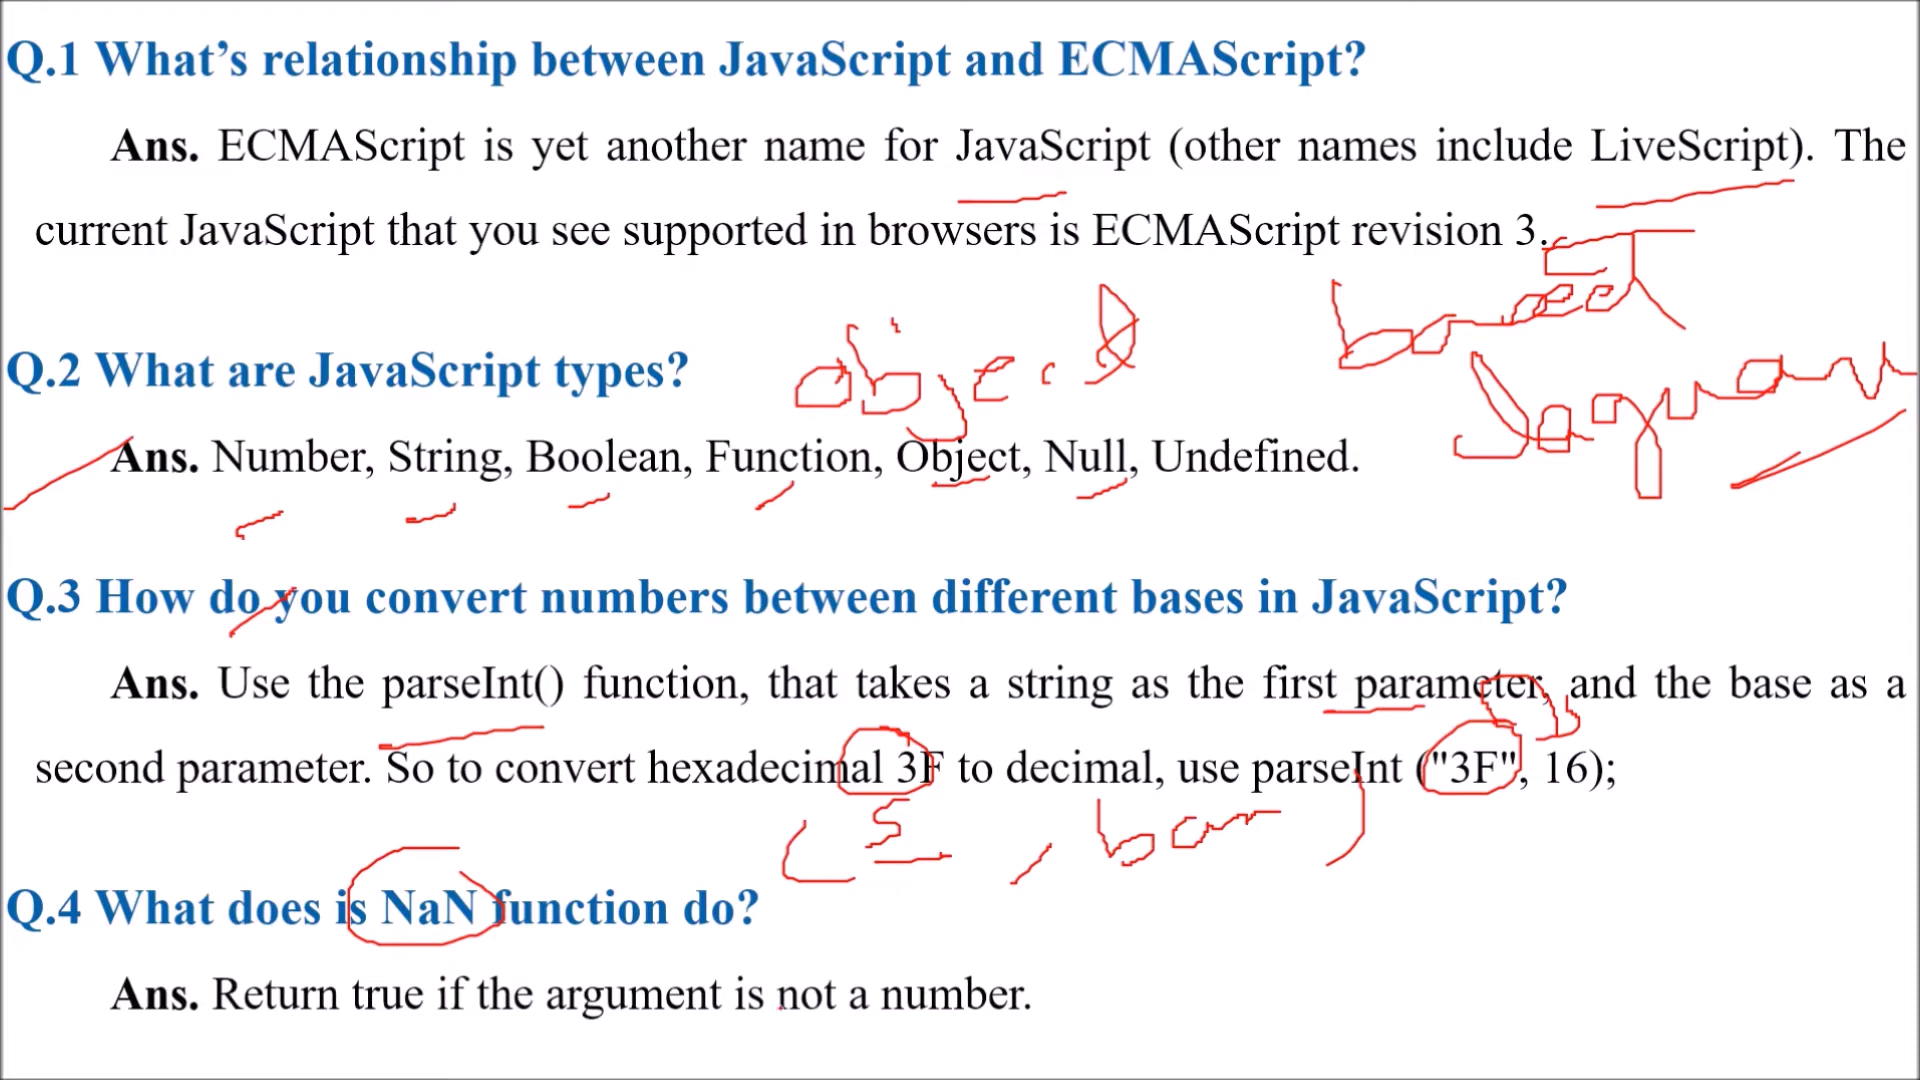 Q.1 What's relationship between JavaScript and ECMAScript?
Ans. ECMAScript is yet another name for JavaScript (other names include LiveScript). The
current JavaScript that you see supported in browsers is ECMAScript revision 3.
object
Q.2 What are JavaScript types?
Ans. Number, String, Boolean, Function, Object, Null, Undefined.
Q.3 How do you convert numbers between different bases in JavaScript?
Ans. Use the parseInt() function, that takes a string as the first parameter, and the base as a
second parameter. So to convert hexadecimal 3F to decimal, use parseInt ("3F", 16);
Q.4 What does is NaN function do?
Ans. Return true if the argument is not a number.